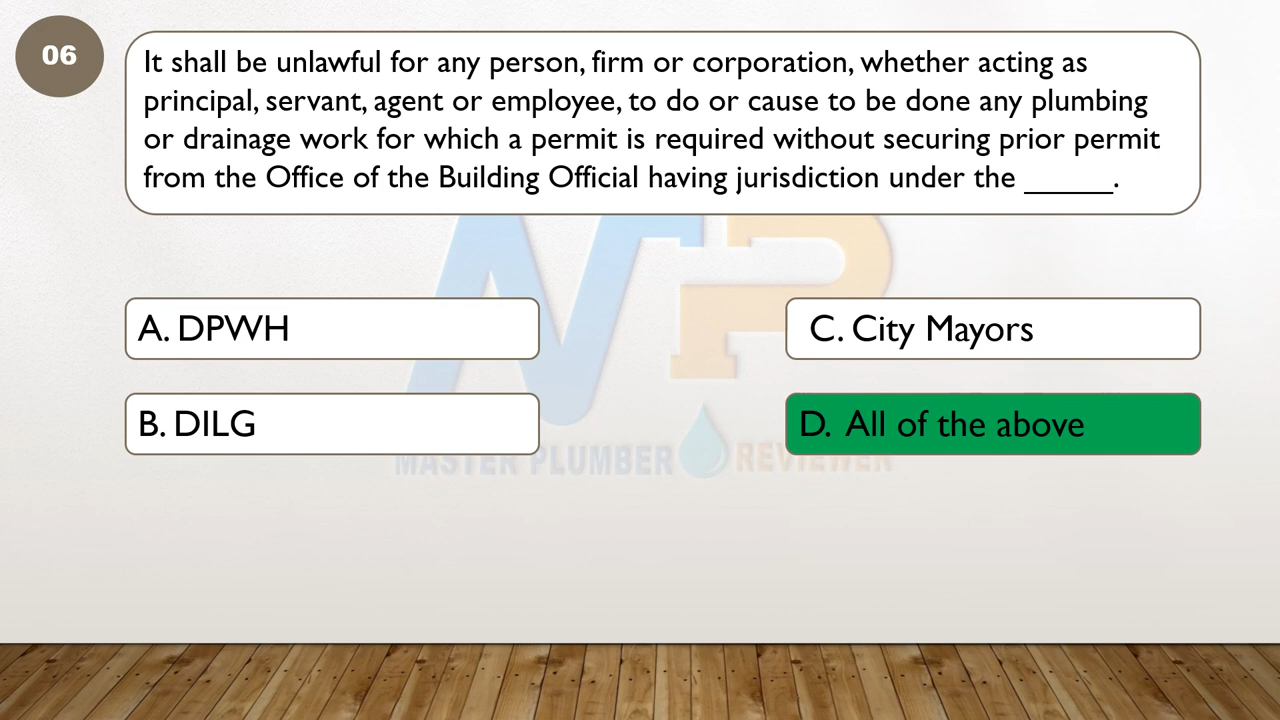 06
It shall be unlawful for any person, firm or corporation, whether acting as
principal, servant, agent or employee, to do or cause to be done any plumbing
or drainage work for which a permit is required without securing prior permit
from the Office of the Building Official having jurisdiction under the ______.
A. DPWH
C. City Mayors
B. DILG
D. All of the above
MASTER PLUMBER REVIEWER